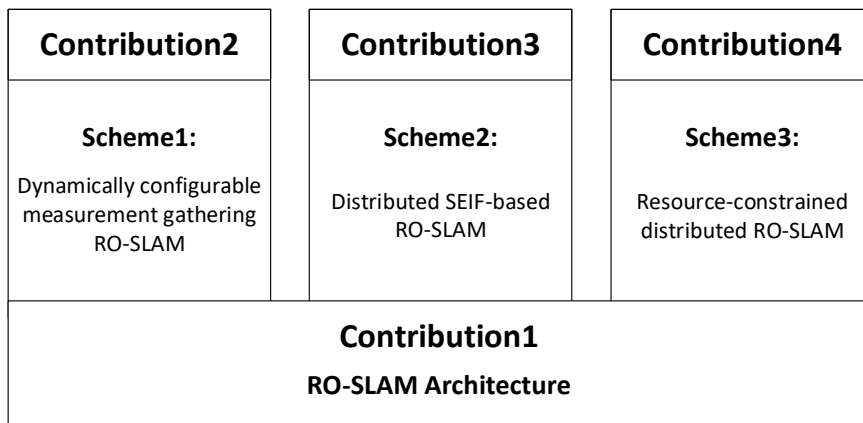 Contribution2
Scheme1:
Dynamically configurable
measurement gathering
RO-SLAM
Contribution3
Scheme2:
Distributed SEIF-based
RO-SLAM
Contribution4
Scheme3:
Resource-constrained
distributed RO-SLAM
Contribution1
RO-SLAM Architecture